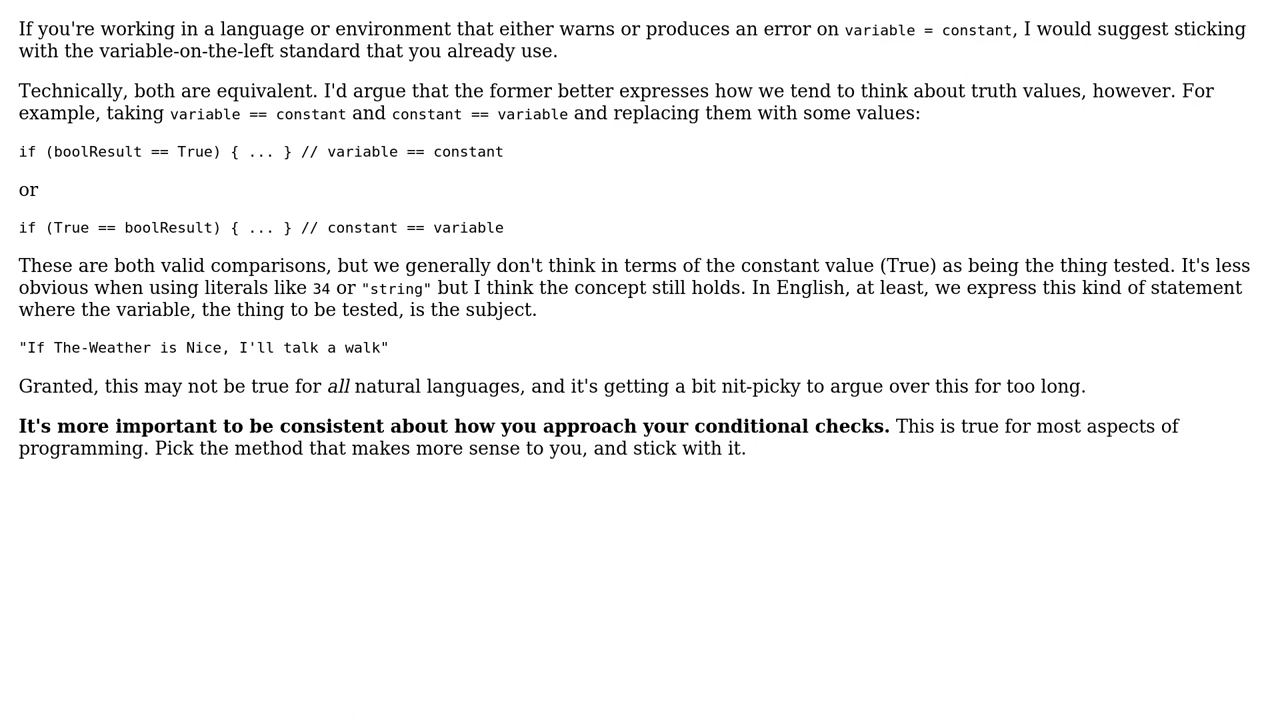 If you're working in a language or environment that either warns or produces an error on variable = constant, I would suggest sticking
with the variable-on-the-left standard that you already use.
Technically, both are equivalent. I'd argue that the former better expresses how we tend to think about truth values, however. For
example, taking variable == constant and constant == variable and replacing them with some values:
if (boolResult == True) { ... } // variable == constant
or
if (True == boolResult) { ... } // constant == variable
These are both valid comparisons, but we generally don't think in terms of the constant value (True) as being the thing tested. It's less
obvious when using literals like 34 or "string" but I think the concept still holds. In English, at least, we express this kind of statement
where the variable, the thing to be tested, is the subject.
"If The-Weather is Nice, I'll talk a walk"
Granted, this may not be true for all natural languages, and it's getting a bit nit-picky to argue over this for too long.
It's more important to be consistent about how you approach your conditional checks. This is true for most aspects of
programming. Pick the method that makes more sense to you, and stick with it.